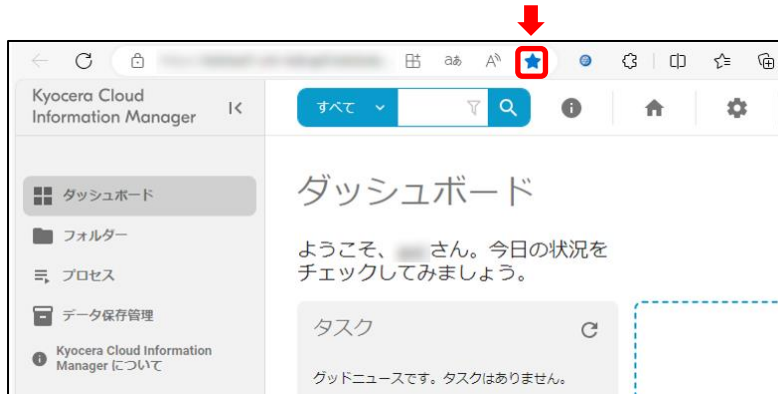 aあ A
Kyocera Cloud
Information Manager
すべて
ダッシュボード
フォルダー
プロセス
データ保存管理
Kyocera Cloud Information
Manager について
ダッシュボード
ようこそ、 さん。今日の状況を
チェックしてみましょう。
タスク
グッドニュースです。タスクはありません。